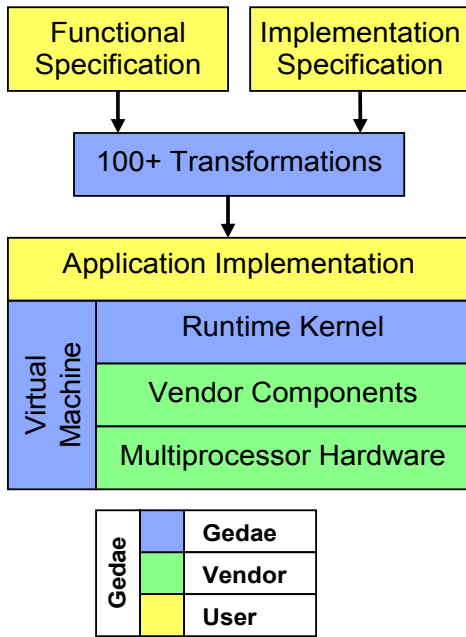 Functional
Specification
Implementation
Specification
100+ Transformations
Application Implementation
Virtual
Machine
Runtime Kernel
Vendor Components
Multiprocessor Hardware
Gedae
Gedae
Vendor
User